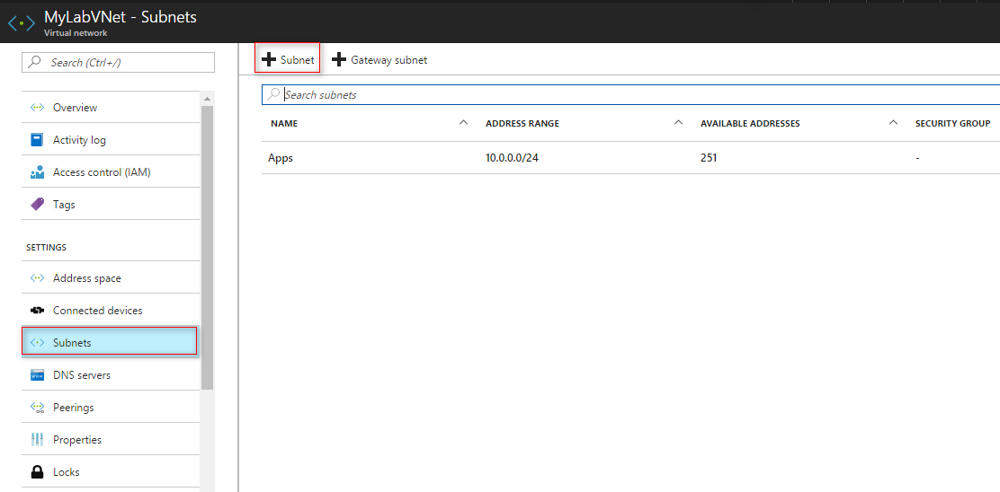 MyLabVNet - Subnets
Virtual network
Search (Ctrl+/)
Overview
Activity log
Access control (IAM)
Tags
SETTINGS
Address space
Connected devices
Subnets
DNS servers
Peerings
Properties
Locks
Subnet Gateway subnet
Search subnets
NAME ADDRESS RANGE AVAILABLE ADDRESSES SECURITY GROUP
Apps 10.0.0.0/24 251 -